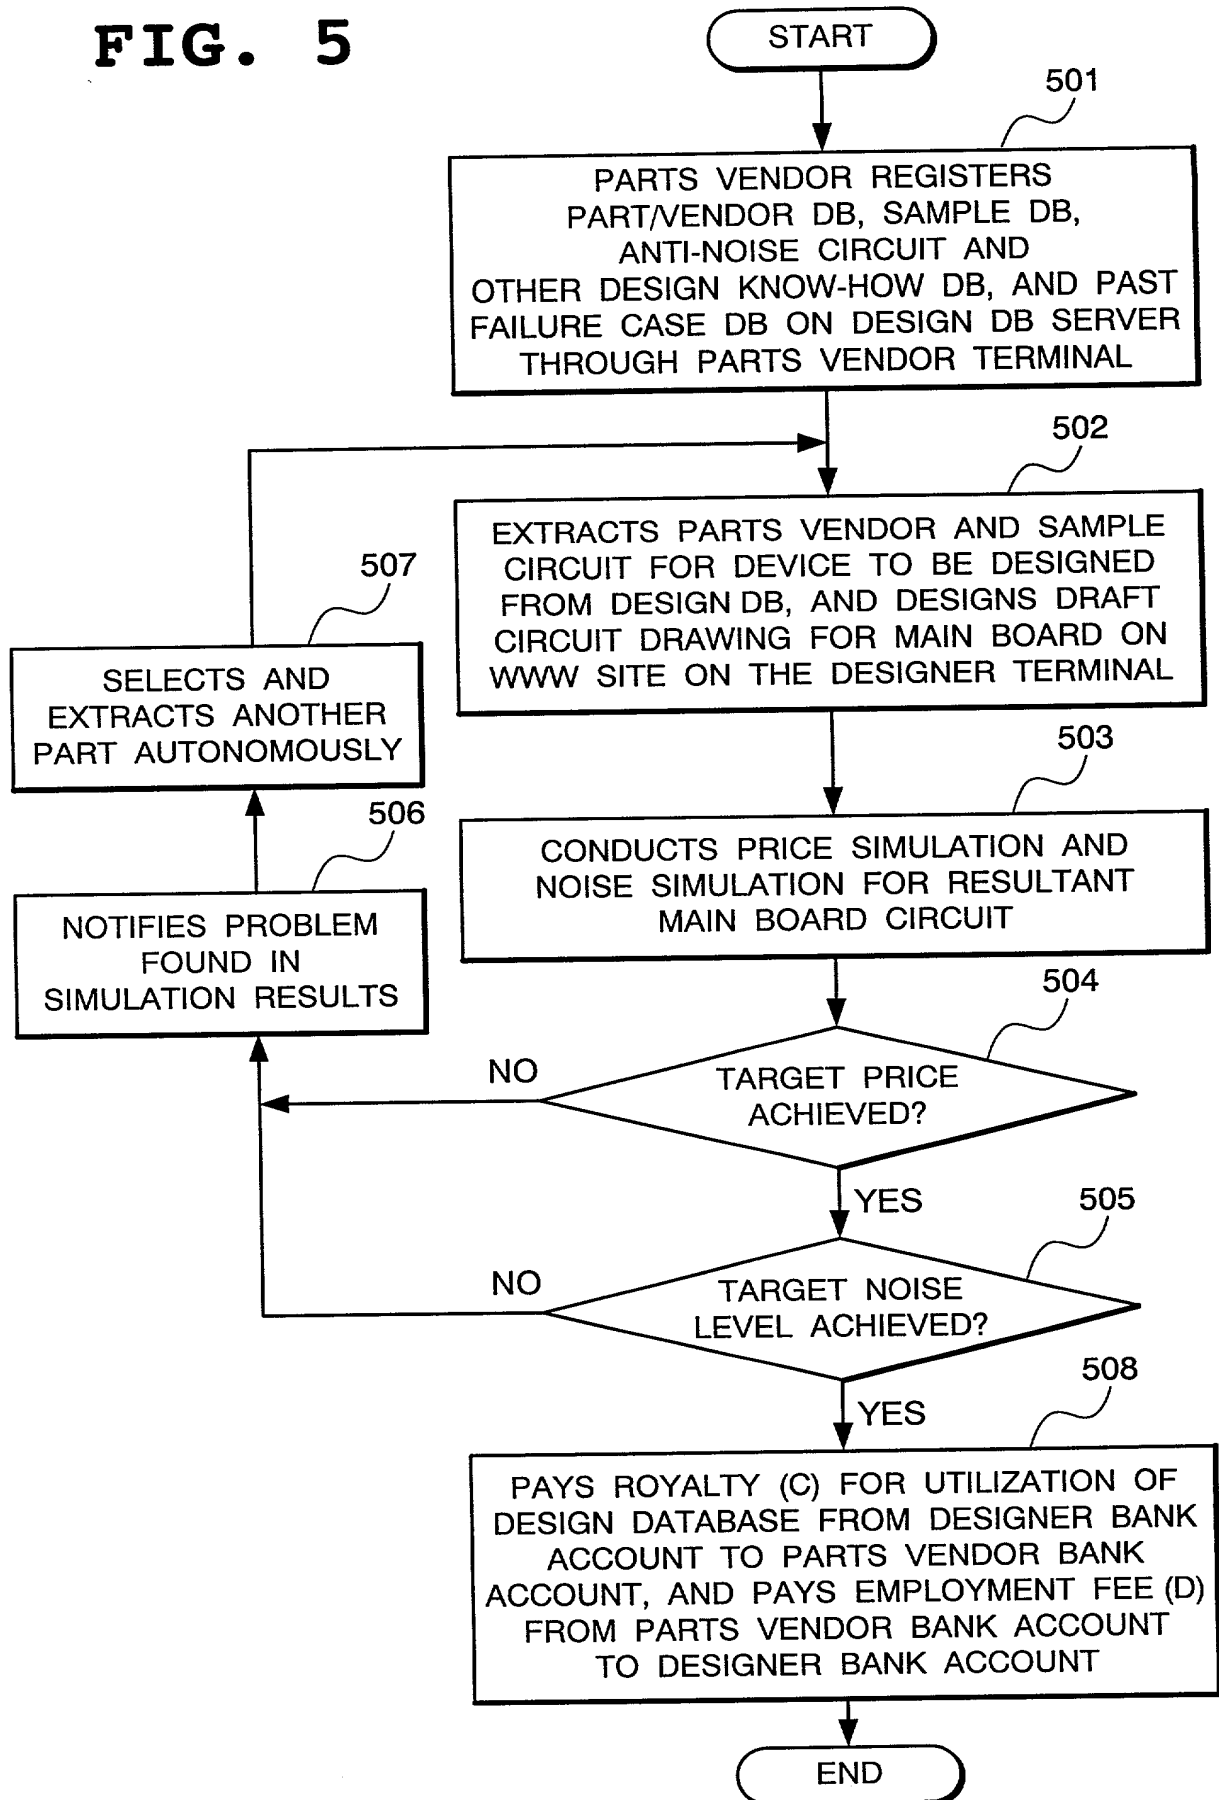 FIG. 5
START
501
PARTS VENDOR REGISTERS
PART/VENDOR DB, SAMPLE DB,
ANTI-NOISE CIRCUIT AND
OTHER DESIGN KNOW-HOW DB, AND PAST
FAILURE CASE DB ON DESIGN DB SERVER
THROUGH PARTS VENDOR TERMINAL
502
EXTRACTS PARTS VENDOR AND SAMPLE
CIRCUIT FOR DEVICE TO BE DESIGNED
FROM DESIGN DB, AND DESIGNS DRAFT
CIRCUIT DRAWING FOR MAIN BOARD ON
WWW SITE ON THE DESIGNER TERMINAL
507
SELECTS AND
EXTRACTS ANOTHER
PART AUTONOMOUSLY
503
CONDUCTS PRICE SIMULATION AND
NOISE SIMULATION FOR RESULTANT
MAIN BOARD CIRCUIT
506
NOTIFIES PROBLEM
FOUND IN
SIMULATION RESULTS
504
TARGET PRICE
ACHIEVED?
NO
YES
505
TARGET NOISE
LEVEL ACHIEVED?
NO
YES
508
PAYS ROYALTY (C) FOR UTILIZATION OF
DESIGN DATABASE FROM DESIGNER BANK
ACCOUNT TO PARTS VENDOR BANK
ACCOUNT, AND PAYS EMPLOYMENT FEE (D)
FROM PARTS VENDOR BANK ACCOUNT
TO DESIGNER BANK ACCOUNT
END